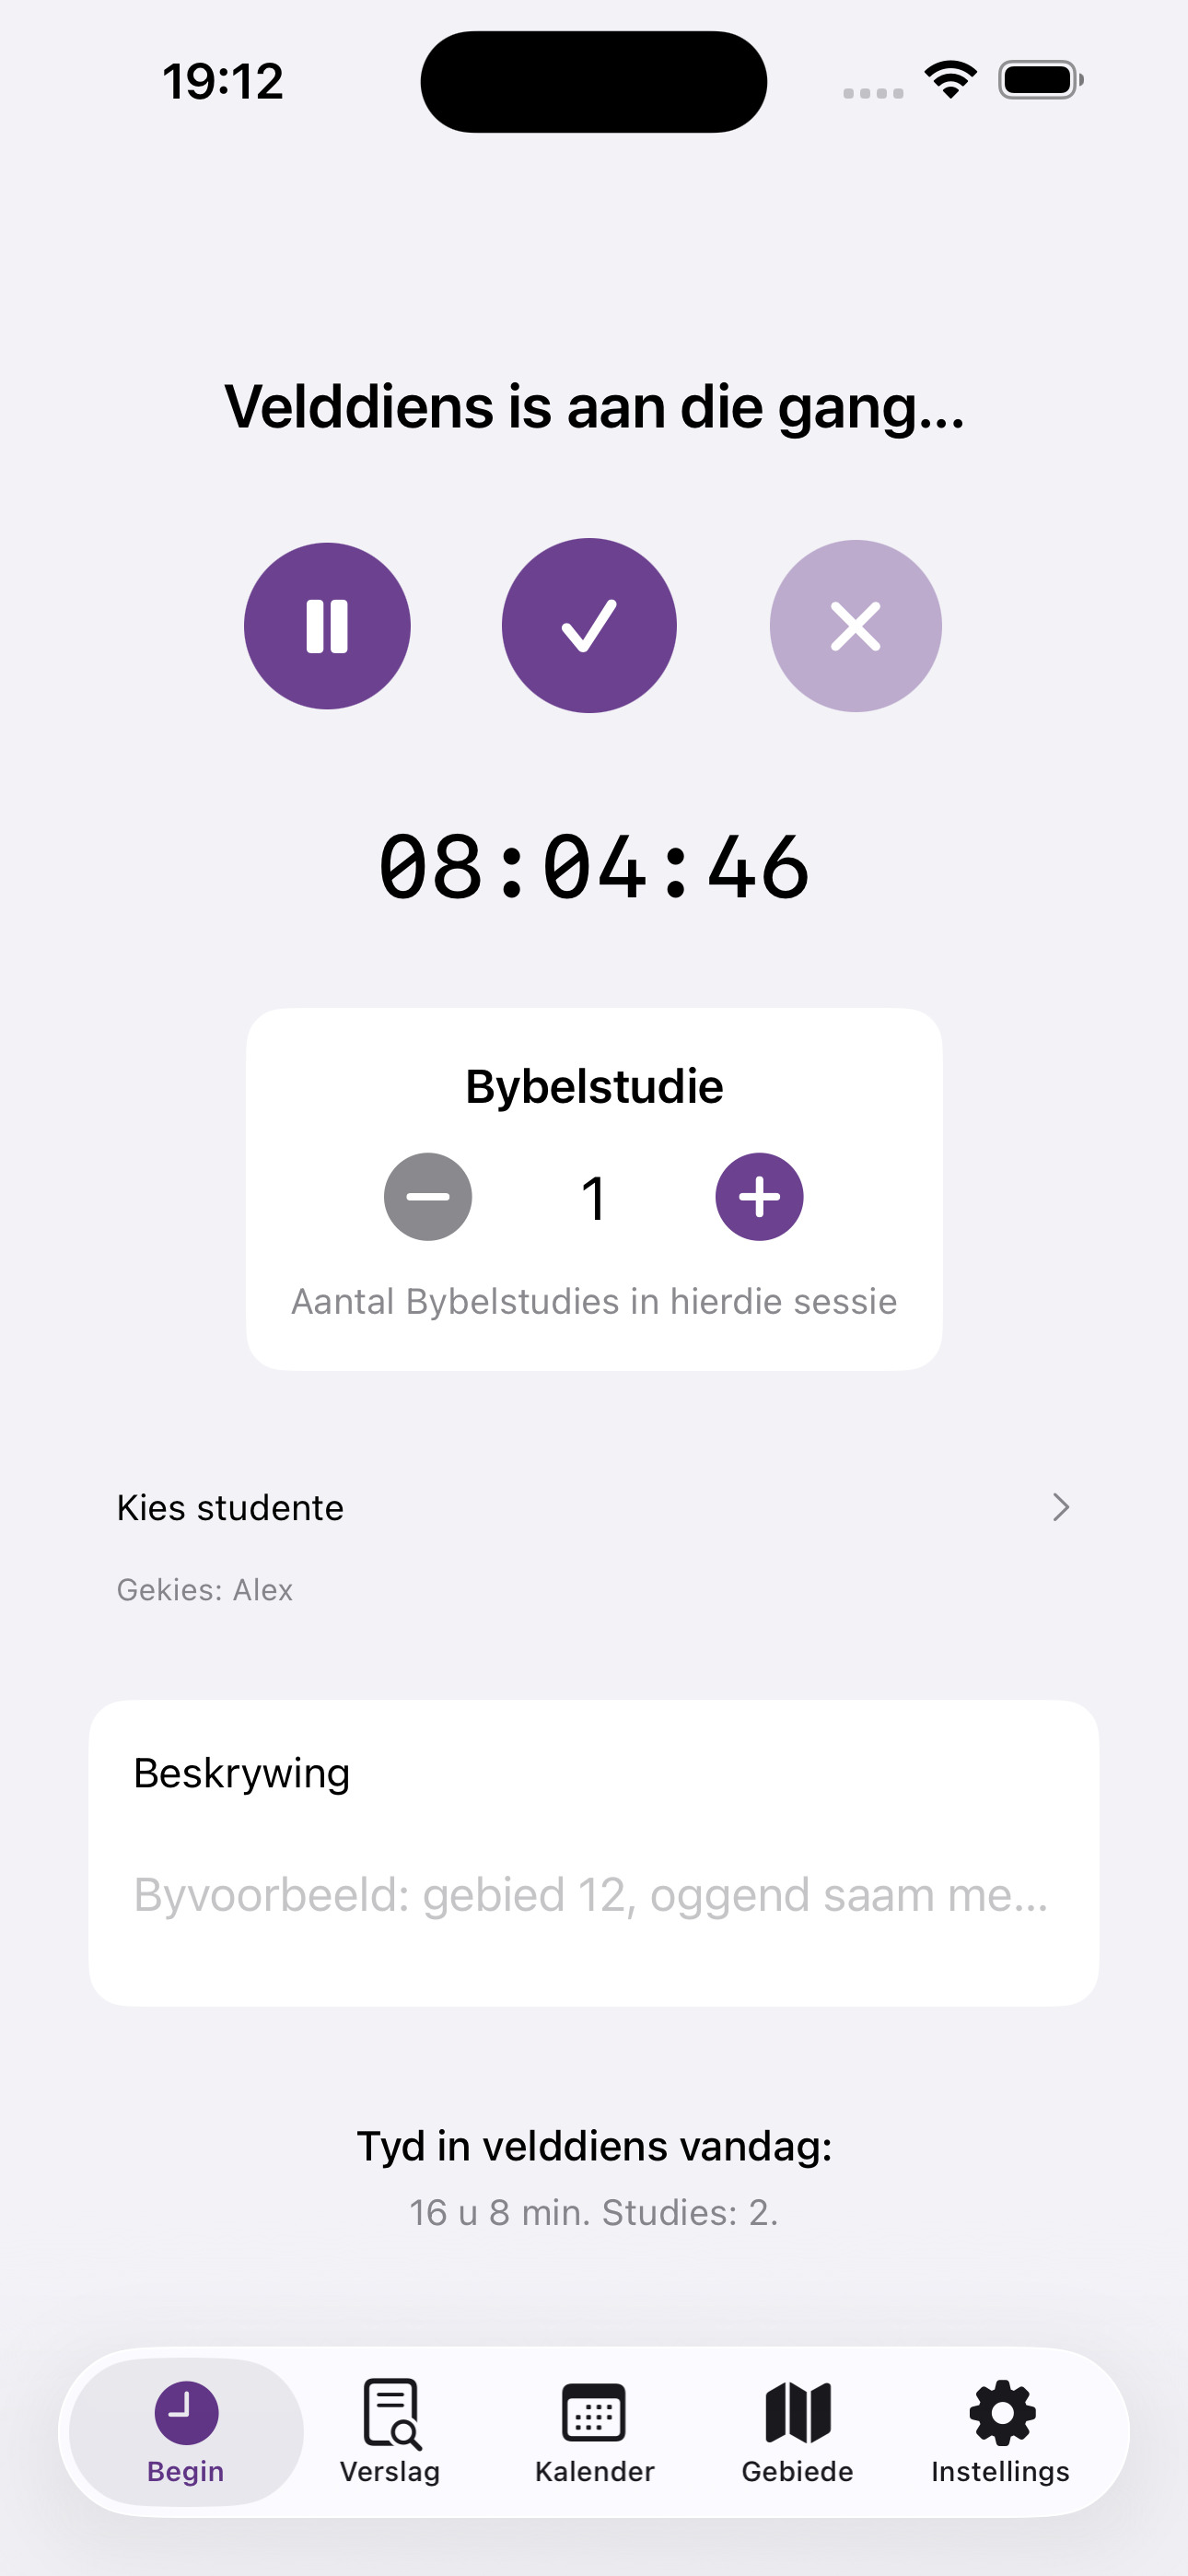 19:12
Velddiens is aan die gang...
08:04:46
Bybelstudie
1
Aantal Bybelstudies in hierdie sessie
Kies studente
Gekies: Alex
Beskrywing
Byvoorbeeld: gebied 12, oggend saam me...
Tyd in velddiens vandag:
16 u 8 min. Studies: 2.
Begin
Verslag
Kalender
Gebiede
Instellings